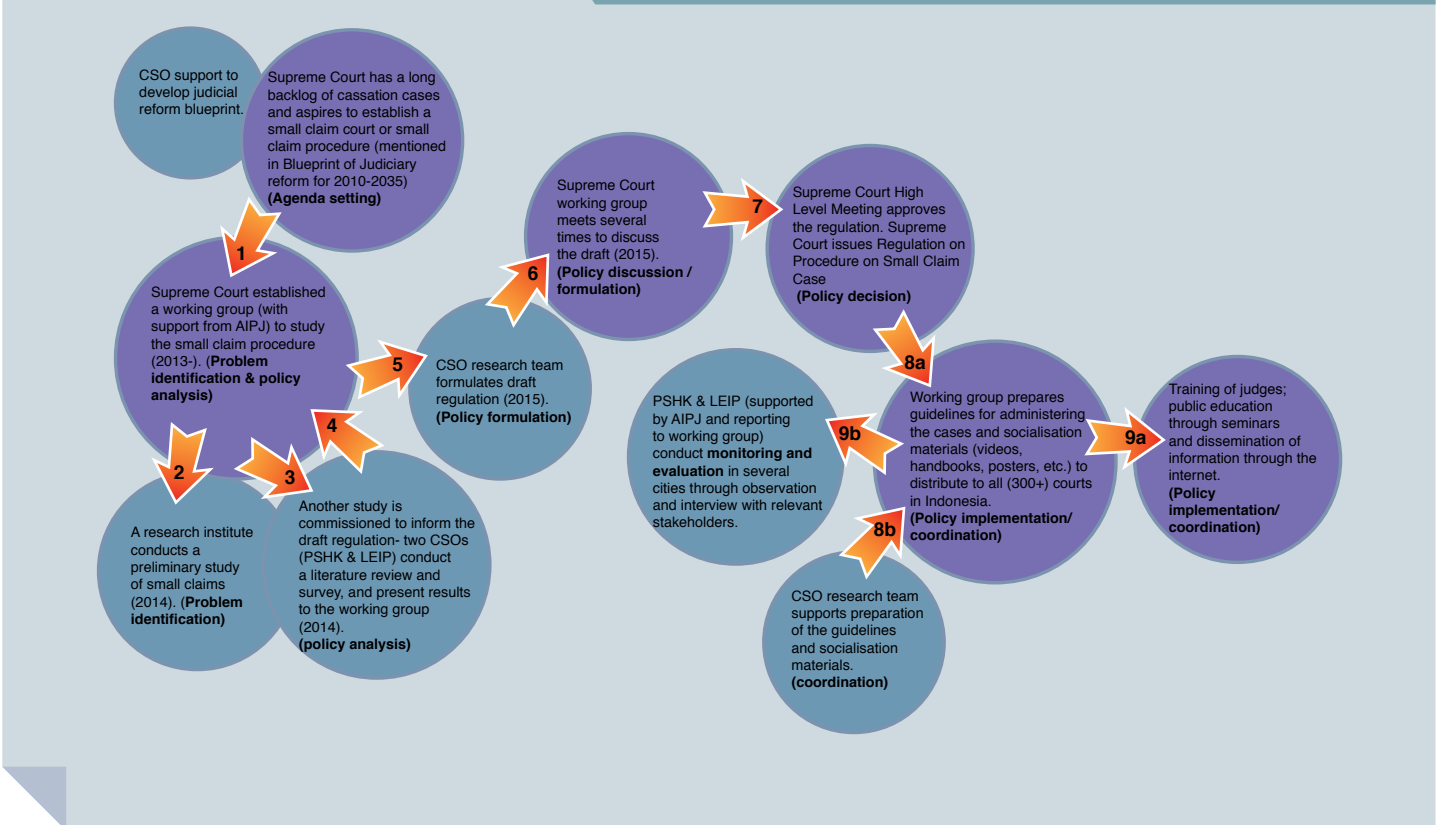 CSO support to
develop judicial
reform blueprint.
Supreme Court has a long
backlog of cassation cases
and aspires to establish a
small claim court or small
claim procedure (mentioned
in Blueprint of Judiciary
reform for 2010-2035)
(Agenda setting)
1
Supreme Court established
a working group (with
support from AIPJ) to study
the small claim procedure
(2013-). (Problem
identification & policy
analysis)
2
A research institute
conducts a
preliminary study
of small claims
(2014). (Problem
identification)
3
Another study is
commissioned to inform the
draft regulation- two CSOs
(PSHK & LEIP) conduct
a literature review and
survey, and present results
to the working group
(2014).
(policy analysis)
4
5
CSO research team
formulates draft
regulation (2015).
(Policy formulation)
6
Supreme Court
working group
meets several
times to discuss
the draft (2015).
(Policy discussion /
formulation)
7
Supreme Court High
Level Meeting approves
the regulation. Supreme
Court issues Regulation on
Procedure on Small Claim
Case
(Policy decision)
8a
Working group prepares
guidelines for administering
the cases and socialisation
materials (videos,
handbooks, posters, etc.) to
distribute to all (300+) courts
in Indonesia.
(Policy implementation/
coordination)
8b
CSO research team
supports preparation
of the guidelines
and socialisation
materials.
(coordination)
9a
Training of judges;
public education
through seminars
and dissemination of
information through the
internet.
(Policy
implementation/
coordination)
9b
PSHK & LEIP (supported
by AIPJ and reporting
to working group)
conduct monitoring and
evaluation in several
cities through observation
and interview with relevant
stakeholders.